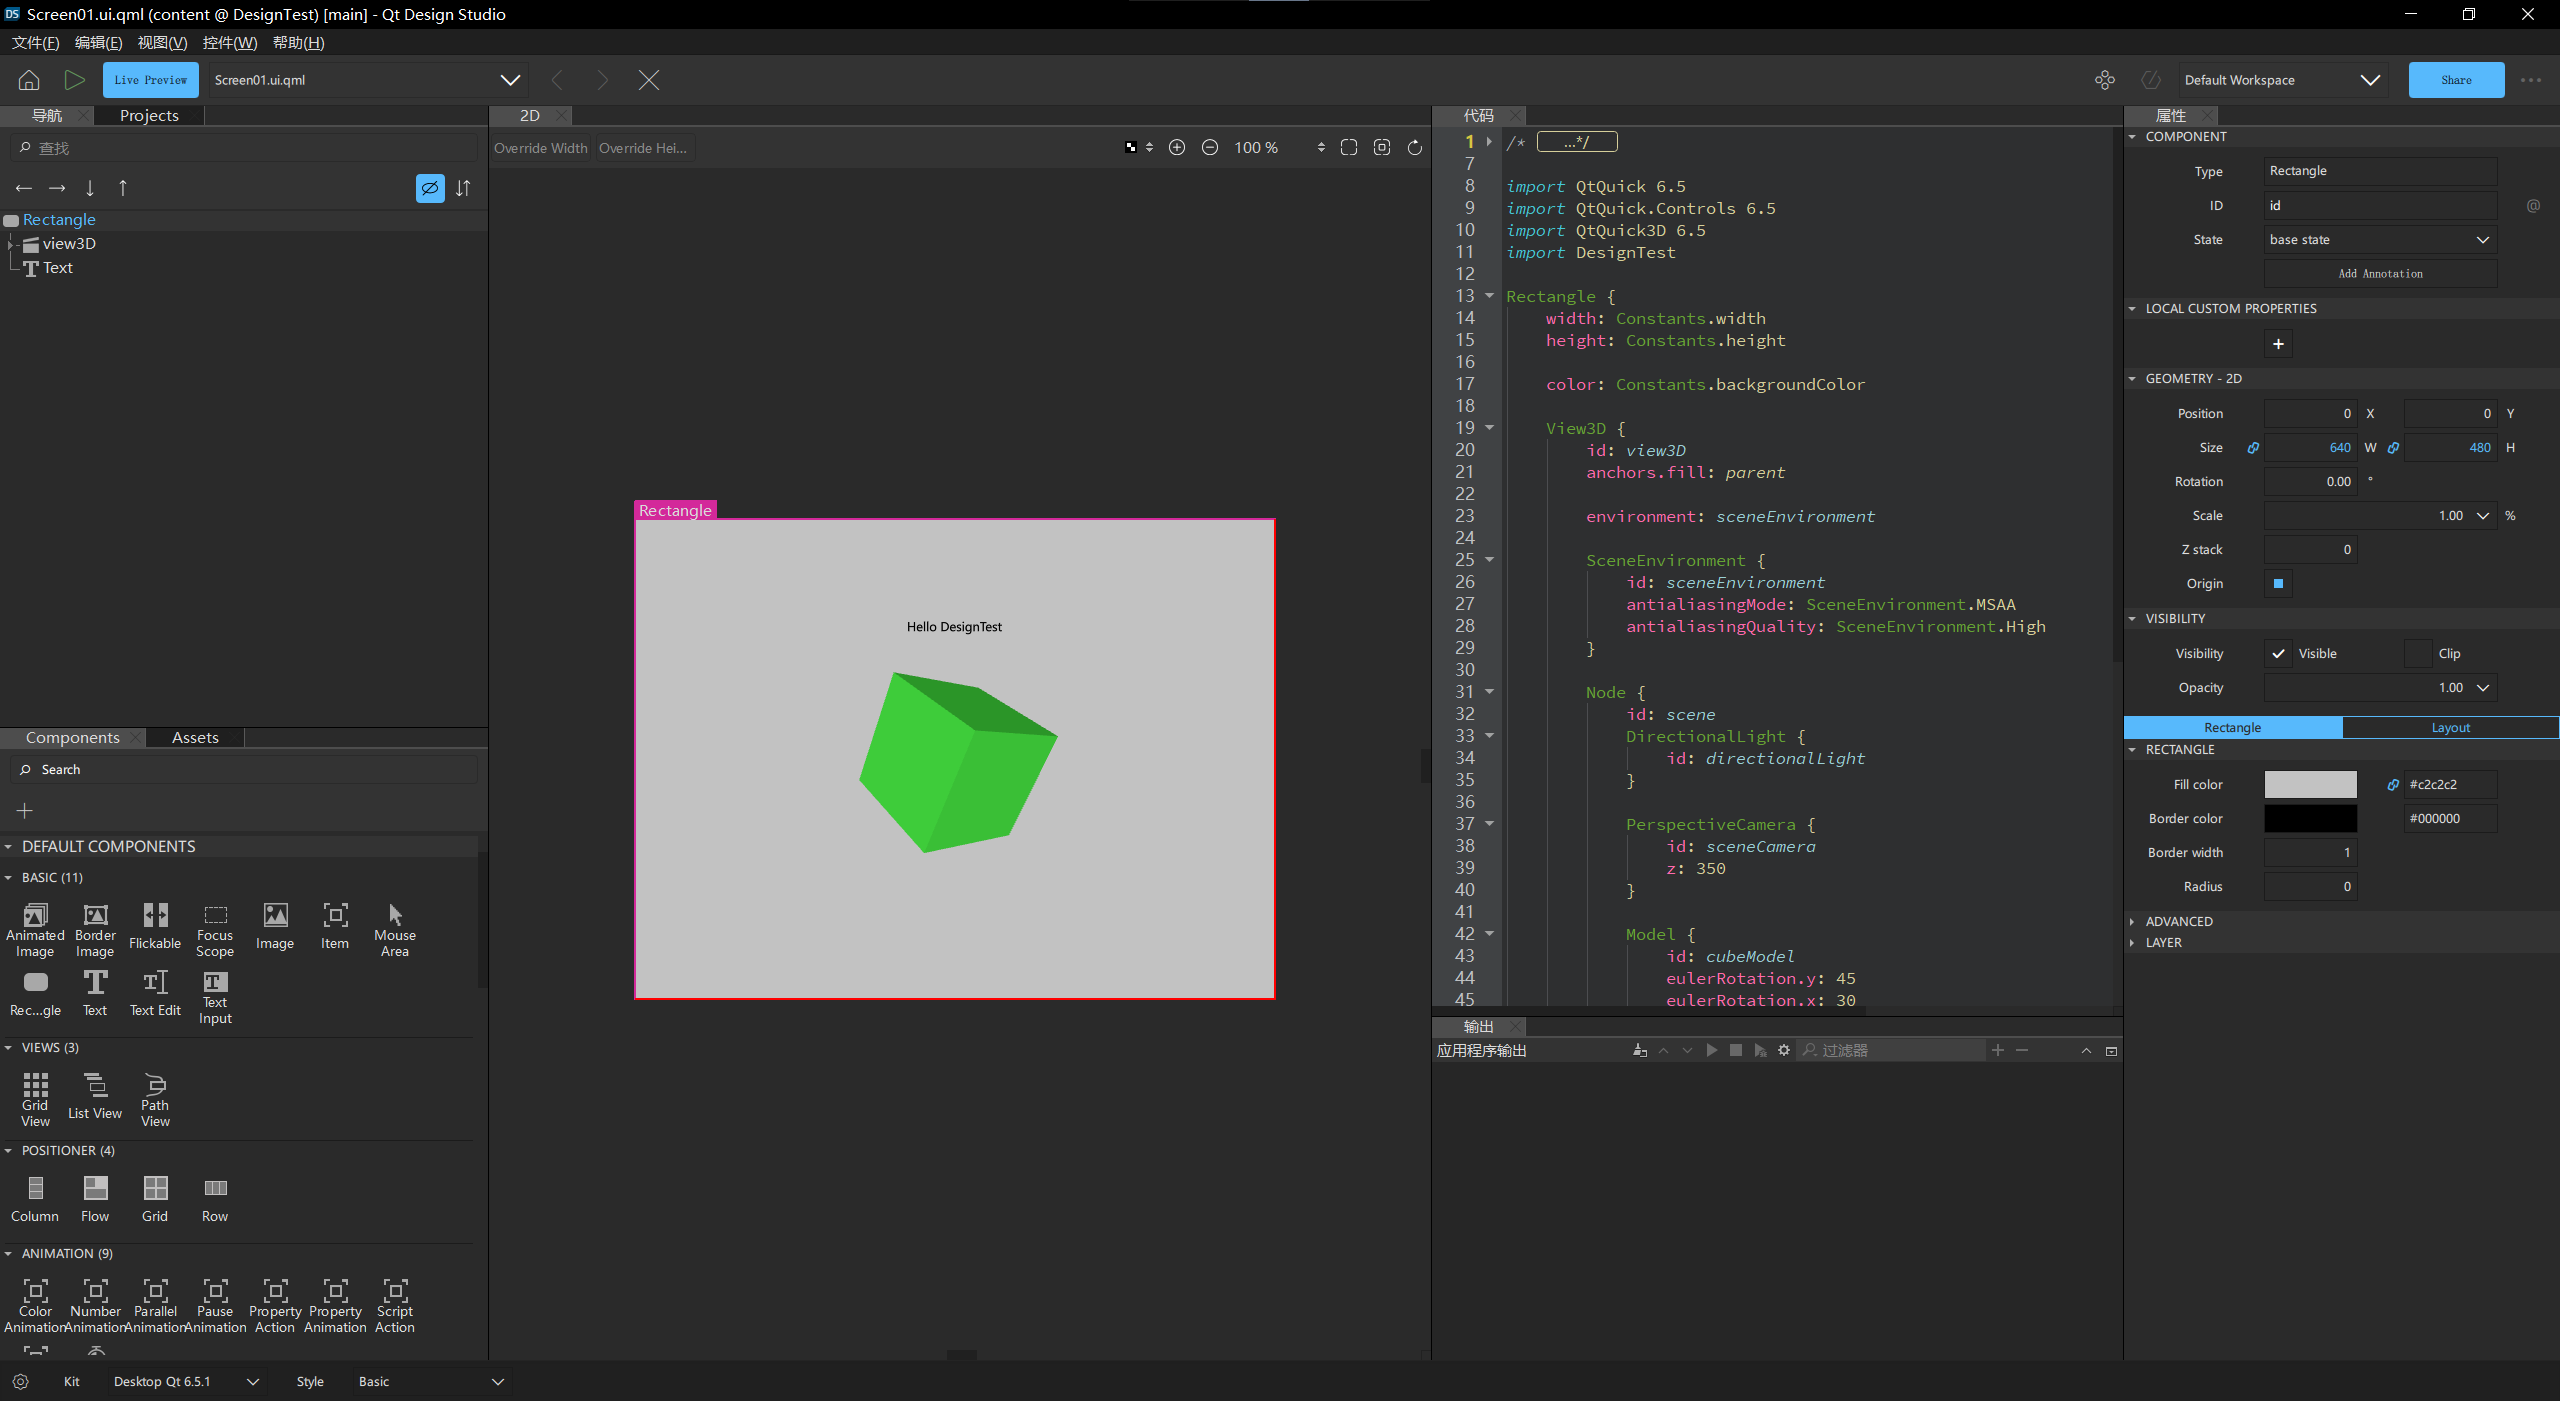 Screen01.ui.qml (content @ DesignTest) [main] - Qt Design Studio
文件(F) 编辑(E) 视图(V) 控件(W) 帮助(H)
Live Preview
Screen01.ui.qml
Default Workspace
Share
导航
Projects
查找
Rectangle
view3D
Text
Components
Assets
Search
DEFAULT COMPONENTS
BASIC (11)
Animated Image
Border Image
Flickable
Focus Scope
Image
Item
Mouse Area
Rec...gle
Text
Text Edit
Text Input
VIEWS (3)
Grid View
List View
Path View
POSITIONER (4)
Column
Flow
Grid
Row
ANIMATION (9)
Color Animation
Number Animation
Parallel Animation
Pause Animation
Property Action
Property Animation
Script Action
2D
Override Width
Override Hei...
100 %
Rectangle
Hello DesignTest
代码
1 /* ...*/
7
8 import QtQuick 6.5
9 import QtQuick.Controls 6.5
10 import QtQuick3D 6.5
11 import DesignTest
12
13 Rectangle {
14 width: Constants.width
15 height: Constants.height
16
17 color: Constants.backgroundColor
18
19 View3D {
20 id: view3D
21 anchors.fill: parent
22
23 environment: sceneEnvironment
24
25 SceneEnvironment {
26 id: sceneEnvironment
27 antialiasingMode: SceneEnvironment.MSAA
28 antialiasingQuality: SceneEnvironment.High
29 }
30
31 Node {
32 id: scene
33 DirectionalLight {
34 id: directionalLight
35 }
36
37 PerspectiveCamera {
38 id: sceneCamera
39 z: 350
40 }
41
42 Model {
43 id: cubeModel
44 eulerRotation.y: 45
45 eulerRotation.x: 30
输出
应用程序输出
过滤器
属性
COMPONENT
Type Rectangle
ID id @
State base state
Add Annotation
LOCAL CUSTOM PROPERTIES
+
GEOMETRY - 2D
Position 0 X 0 Y
Size 640 W 480 H
Rotation 0.00 °
Scale 1.00 %
Z stack 0
Origin
VISIBILITY
Visibility Visible Clip
Opacity 1.00
Rectangle
Layout
RECTANGLE
Fill color #c2c2c2
Border color #000000
Border width 1
Radius 0
ADVANCED
LAYER
Kit Desktop Qt 6.5.1 Style Basic